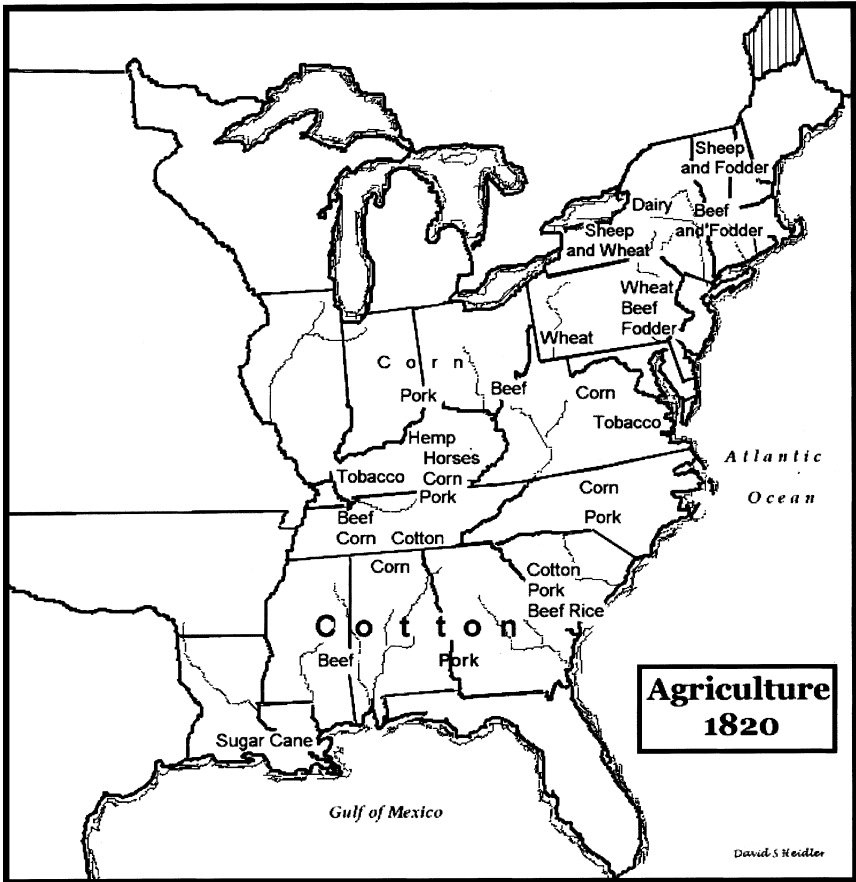 Sheep
and Fodder
Dairy
Beef
and Fodder
Sheep
and Wheat
Wheat
Beef
Fodder
Wheat
Corn
Pork
Beef
Corn
Tobacco
Hemp
Horses
Corn
Pork
Tobacco
Atlantic
Ocean
Corn
Pork
Beef
Corn Cotton
Corn
Cotton
Pork
Beef Rice
Cotton
Beef
Pork
Agriculture
1820
Sugar Cane
Gulf of Mexico
David S Heidler